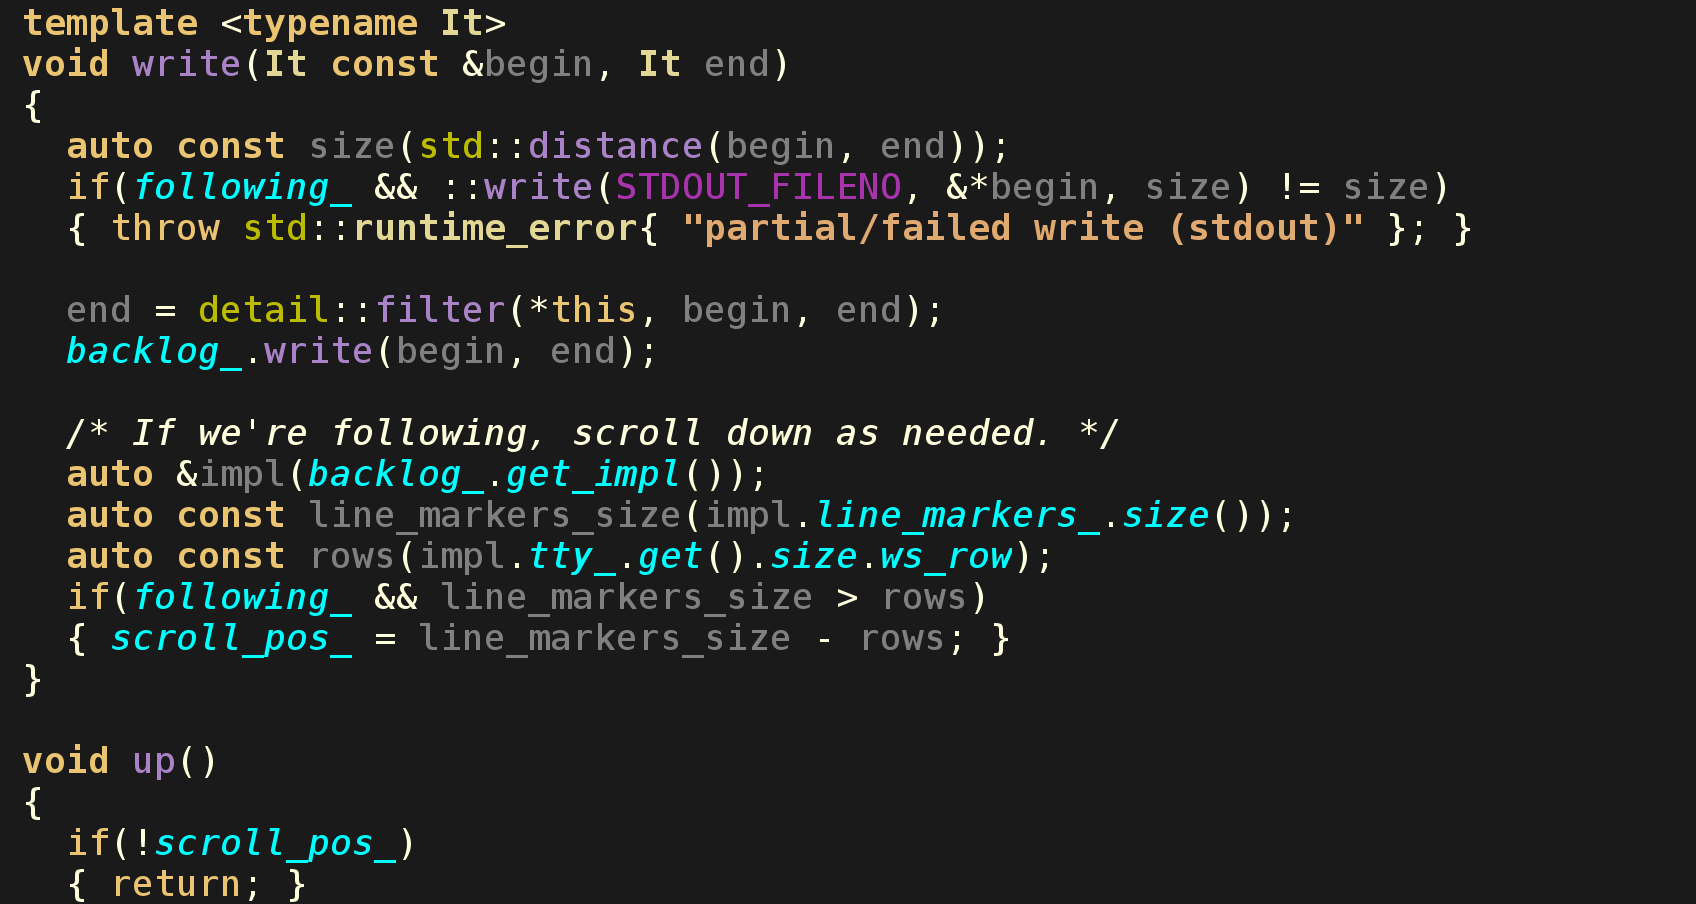 template <typename It>
void write(It const &begin, It end)
{
  auto const size(std::distance(begin, end));
  if(following_ && ::write(STDOUT_FILENO, &*begin, size) != size)
  { throw std::runtime_error{ "partial/failed write (stdout)" }; }

  end = detail::filter(*this, begin, end);
  backlog_.write(begin, end);

  /* If we're following, scroll down as needed. */
  auto &impl(backlog_.get_impl());
  auto const line_markers_size(impl.line_markers_.size());
  auto const rows(impl.tty_.get().size.ws_row);
  if(following_ && line_markers_size > rows)
  { scroll_pos_ = line_markers_size - rows; }
}

void up()
{
  if(!scroll_pos_)
  { return; }